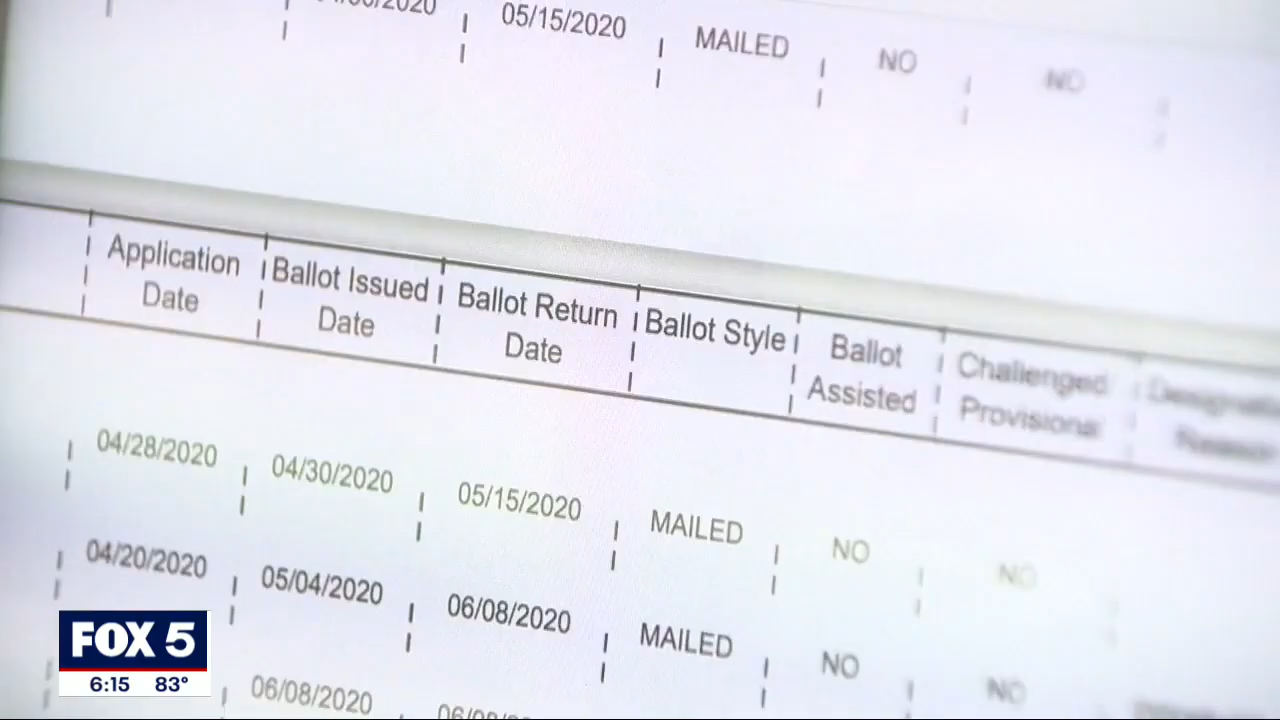 05/15/2020 MAILED NO NO
Application Ballot Issued Ballot Return Ballot Style Ballot Challenged
Date Date Date Assisted Provisional
04/28/2020 04/30/2020 05/15/2020 MAILED NO NO
04/20/2020 05/04/2020 06/08/2020 MAILED NO NO
06/08/2020
FOX 5
6:15 83°